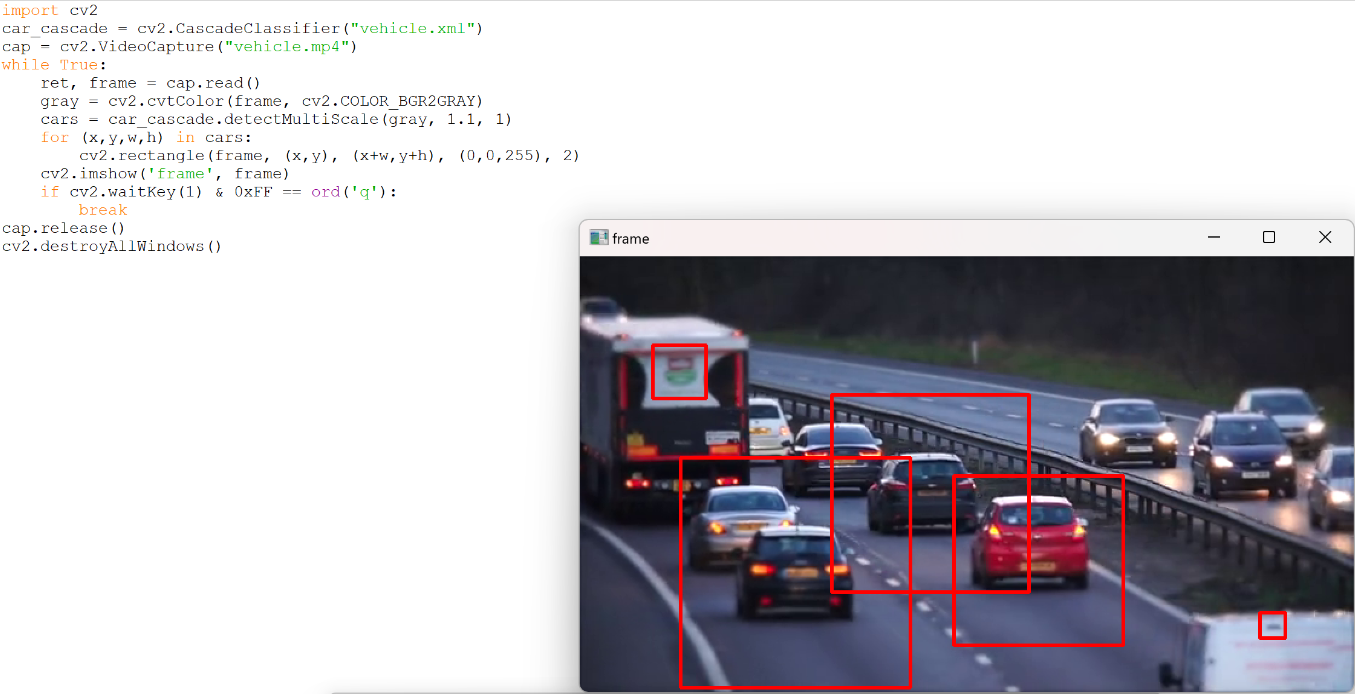 import cv2
car_cascade = cv2.CascadeClassifier("vehicle.xml")
cap = cv2.VideoCapture("vehicle.mp4")
while True:
    ret, frame = cap.read()
    gray = cv2.cvtColor(frame, cv2.COLOR_BGR2GRAY)
    cars = car_cascade.detectMultiScale(gray, 1.1, 1)
    for (x,y,w,h) in cars:
        cv2.rectangle(frame, (x,y), (x+w,y+h), (0,0,255), 2)
    cv2.imshow('frame', frame)
    if cv2.waitKey(1) & 0xFF == ord('q'):
        break
cap.release()
cv2.destroyAllWindows()
frame